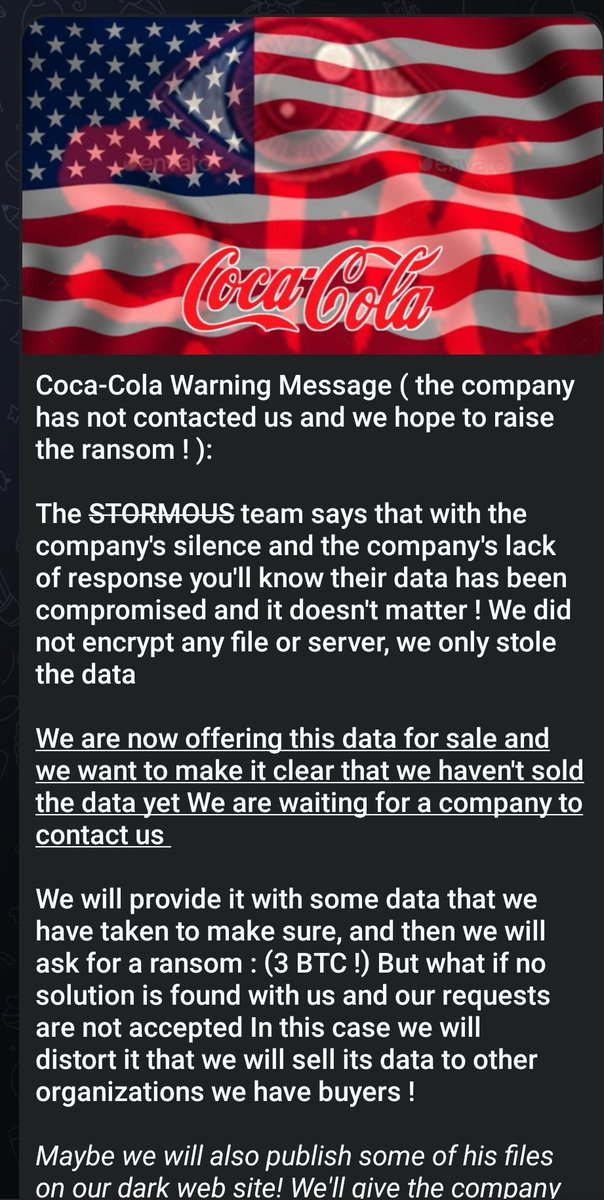 envato
envato
Coca-Cola
Coca-Cola Warning Message ( the company
has not contacted us and we hope to raise
the ransom ! ):
The STORMOUS team says that with the
company's silence and the company's lack
of response you'll know their data has been
compromised and it doesn't matter ! We did
not encrypt any file or server, we only stole
the data
We are now offering this data for sale and
we want to make it clear that we haven't sold
the data yet We are waiting for a company to
contact us
We will provide it with some data that we
have taken to make sure, and then we will
ask for a ransom : (3 BTC !) But what if no
solution is found with us and our requests
are not accepted In this case we will
distort it that we will sell its data to other
organizations we have buyers !
Maybe we will also publish some of his files
on our dark web site! We'll give the company